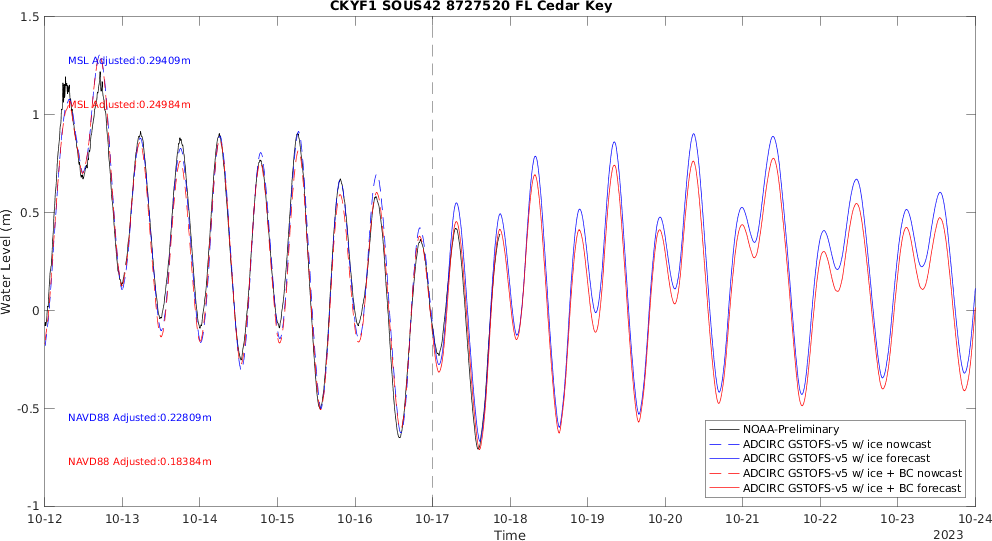 CKYF1 SOUS42 8727520 FL Cedar Key
1.5
1
0.5
0
-0.5
-1
Water Level (m)
MSL Adjusted:0.29409m
MSL Adjusted:0.24984m
NAVD88 Adjusted:0.22809m
NAVD88 Adjusted:0.18384m
NOAA-Preliminary
ADCIRC GSTOFS-v5 w/ ice nowcast
ADCIRC GSTOFS-v5 w/ ice forecast
ADCIRC GSTOFS-v5 w/ ice + BC nowcast
ADCIRC GSTOFS-v5 w/ ice + BC forecast
10-12 10-13 10-14 10-15 10-16 10-17 10-18 10-19 10-20 10-21 10-22 10-23 10-24
Time
2023